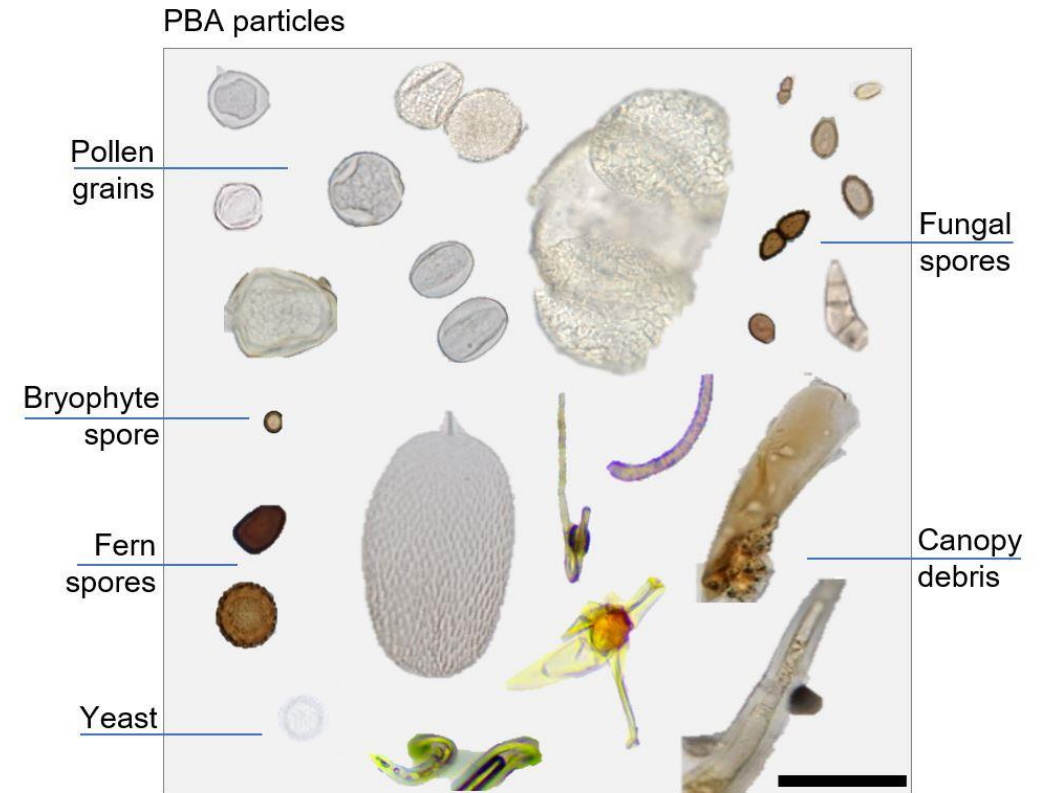 PBA particles
Pollen
grains
Fungal
spores
Bryophyte
spore
Fern
spores
Canopy
debris
Yeast